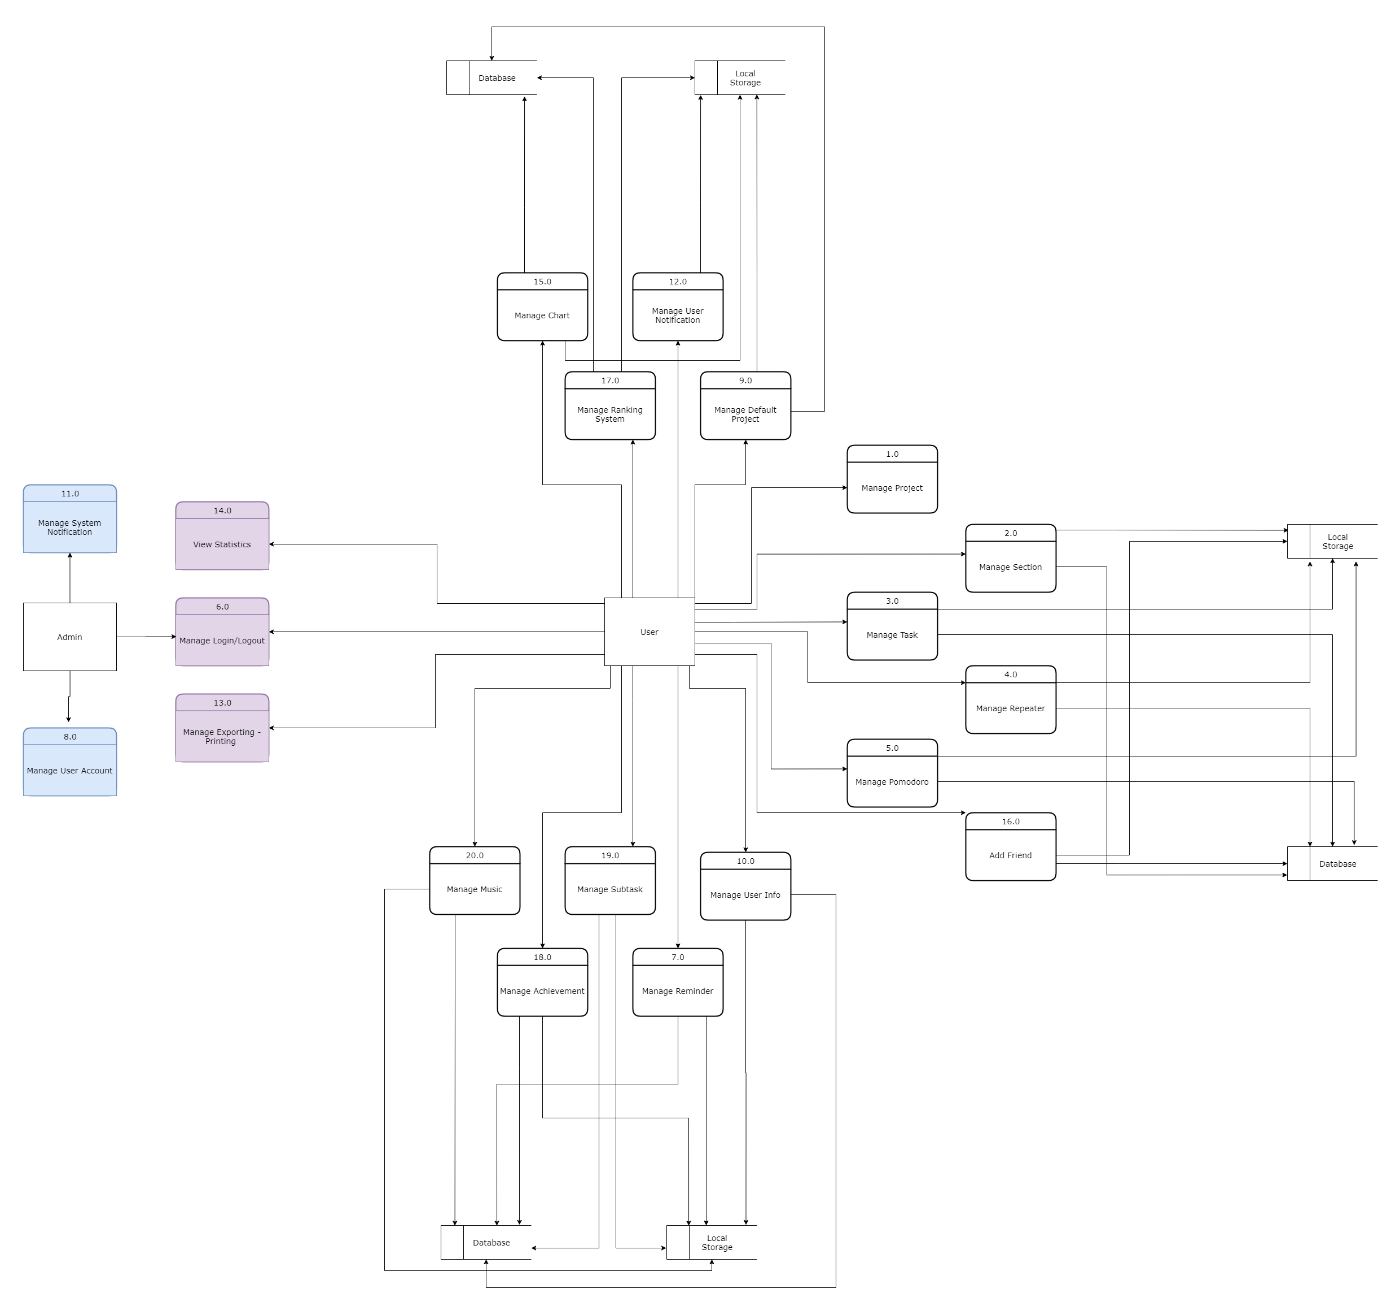 Database
Local
Storage
15.0
Manage Chart
12.0
Manage User
Notification
17.0
Manage Ranking
System
9.0
Manage Default
Project
1.0
Manage Project
11.0
Manage System
Notification
14.0
View Statistics
2.0
Manage Section
Local
Storage
Admin
6.0
Manage Login/Logout
User
3.0
Manage Task
4.0
Manage Repeater
13.0
Manage Exporting -
Printing
8.0
Manage User Account
5.0
Manage Pomodoro
16.0
Add Friend
Database
20.0
Manage Music
19.0
Manage Subtask
10.0
Manage User Info
18.0
Manage Achievement
7.0
Manage Reminder
Database
Local
Storage